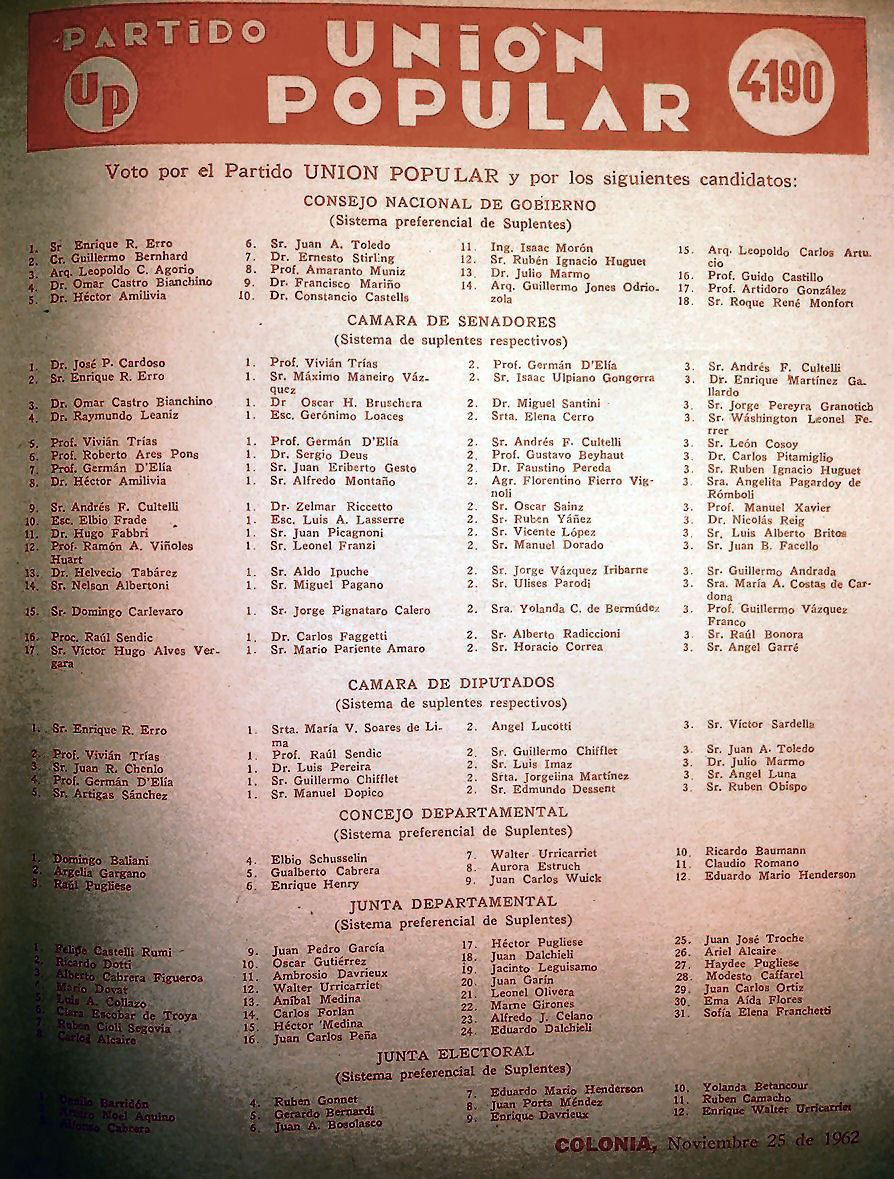 PARTIDO
UNIÓN
POPULAR
UP
4190
Voto por el Partido UNION POPULAR y por los siguientes candidatos:
CONSEJO NACIONAL DE GOBIERNO
(Sistema preferencial de Suplentes)
1. Sr Enrique R. Erro
2. Cr. Guillermo Bernhard
3. Arq. Leopoldo C. Agorio
4. Dr. Omar Castro Bianchino
5. Dr. Héctor Amilivia
6. Sr. Juan A. Toledo
7. Dr. Ernesto Stirling
8. Prof. Amaranto Muniz
9. Dr. Francisco Mariño
10. Dr. Constancio Castells
11. Ing. Isaac Morón
12. Sr. Rubén Ignacio Huguet
13. Dr. Julio Marmo
14. Arq. Guillermo Jones Odrio-
zola
15. Arq. Leopoldo Carlos Artu.
cio
16. Prof. Guido Castillo
17. Prof. Artidoro González
18. Sr. Roque René Monfort
CAMARA DE SENADORES
(Sistema de suplentes respectivos)
1. Dr. José P. Cardoso
2. Sr. Enrique R. Erro
3. Dr. Omar Castro Bianchino
4. Dr. Raymundo Leaniz
5. Prof. Vivián Trías
6. Prof. Roberto Ares Pons
7. Prof. Germán D'Elía
8. Dr. Héctor Amilivia
9. Sr. Andrés F. Cultelli
10. Esc. Elbio Frade
11. Dr. Hugo Fabbri
12. Prof. Ramón A. Viñoles
Huart
13. Dr. Helvecio Tabárez
14. Sr. Nelson Albertoni
15. Sr. Domingo Carlevaro
16. Proc. Raúl Sendic
17. Sr. Víctor Hugo Alves Ver-
gara
1. Prof. Vivián Trías
1. Sr. Máximo Maneiro Váz-
quez
1. Dr Oscar H. Bruschera
1. Esc. Gerónimo Loaces
1. Prof. Germán D'Elía
1. Dr. Sergio Deus
1. Sr. Juan Eriberto Gesto
1. Sr. Alfredo Montaño
1. Dr. Zelmar Riccetto
1. Esc. Luis A. Lasserre
1. Sr. Juan Picagnoni
1. Sr. Leonel Franzi
1. Sr. Aldo Ipuche
1. Sr. Miguel Pagano
1. Sr. Jorge Pignataro Calero
1. Dr. Carlos Faggetti
1. Sr. Mario Pariente Amaro
2. Prof. Germán D'Elía
2. Sr. Isaac Ulpiano Gongorra
2. Dr. Miguel Santini
2. Srta. Elena Cerro
2. Sr. Andrés F. Cultelli
2. Prof. Gustavo Beyhaut
2. Dr. Faustino Pereda
2. Agr. Florentino Fierro Vig-
noli
2. Sr. Oscar Sainz
2. Sr. Ruben Yáñez
2. Sr. Vicente López
2. Sr. Manuel Dorado
2. Sr. Jorge Vázquez Iribarne
2. Sr. Ulises Parodi
2. Sra. Yolanda C. de Bermúdez
2. Sr. Alberto Radiccioni
2. Sr. Horacio Correa
3. Sr. Andrés F. Cultelli
3. Dr. Enrique Martínez Ga-
llardo
3. Sr. Jorge Pereyra Granotich
3. Sr. Wáshington Leonel Fe-
rrer
3. Sr. León Cosoy
3. Dr. Carlos Pitamiglio
3. Sr. Ruben Ignacio Huguet
3. Sra. Angelita Pagardoy de
Rómboli
3. Prof. Manuel Xavier
3. Dr. Nicolás Reig
3. Sr. Luis Alberto Britos
3. Sr. Juan B. Facello
3. Sr. Guillermo Andrada
3. Sra. María A. Costas de Car-
dona
3. Prof. Guillermo Vázquez
Franco
3. Sr. Raúl Bonora
3. Sr. Angel Garré
CAMARA DE DIPUTADOS
(Sistema de suplentes respectivos)
1. Sr. Enrique R. Erro
2. Prof. Vivián Trías
3. Sr. Juan R. Chenlo
4. Prof. Germán D'Elía
5. Sr. Artigas Sánchez
1. Srta. María V. Soares de Li-
ma
1. Prof. Raúl Sendic
1. Dr. Luis Pereira
1. Sr. Guillermo Chifflet
1. Sr. Manuel Dopico
2. Angel Lucotti
2. Sr. Guillermo Chifflet
2. Sr. Luis Imaz
2. Srta. Jorgelina Martínez
2. Sr. Edmundo Dessent
3. Sr. Víctor Sardella
3. Sr. Juan A. Toledo
3. Dr. Julio Marmo
3. Sr. Angel Luna
3. Sr. Ruben Obispo
CONCEJO DEPARTAMENTAL
(Sistema preferencial de Suplentes)
1. Domingo Baliani
2. Argelia Gargano
3. Raúl Pugliese
4. Elbio Schusselin
5. Gualberto Cabrera
6. Enrique Henry
7. Walter Urricarriet
8. Aurora Estruch
9. Juan Carlos Wuick
10. Ricardo Baumann
11. Claudio Romano
12. Eduardo Mario Henderson
JUNTA DEPARTAMENTAL
(Sistema preferencial de Suplentes)
1. Felipe Castelli Rumi
2. Ricardo Dotti
3. Alberto Cabrera Figueroa
4. Mario Dovat
5. Luis A. Collazo
6. Clara Escobar de Troya
7. Ruben Cioli Segovia
8. Carlos Alcaire
9. Juan Pedro García
10. Oscar Gutiérrez
11. Ambrosio Davrieux
12. Walter Urricarriet
13. Aníbal Medina
14. Carlos Forlan
15. Héctor Medina
16. Juan Carlos Peña
17. Héctor Pugliese
18. Juan Dalchieli
19. Jacinto Leguisamo
20. Juan Garín
21. Leonel Olivera
22. Marne Girones
23. Alfredo J. Celano
24. Eduardo Dalchieli
25. Juan José Troche
26. Ariel Alcaire
27. Haydee Pugliese
28. Modesto Caffarel
29. Juan Carlos Ortiz
30. Ema Aída Flores
31. Sofía Elena Franchetti
JUNTA ELECTORAL
(Sistema preferencial de Suplentes)
Danilo Barridón
Arturo Noel Aquino
Alfonso Cabrera
4. Ruben Gonnet
5. Gerardo Bernardi
6. Juan A. Bosolasco
7. Eduardo Mario Henderson
8. Juan Porta Méndez
9. Enrique Davrieux
10. Yolanda Betancour
11. Ruben Camacho
12. Enrique Walter Urricarriet
COLONIA, Noviembre 25 de 1962